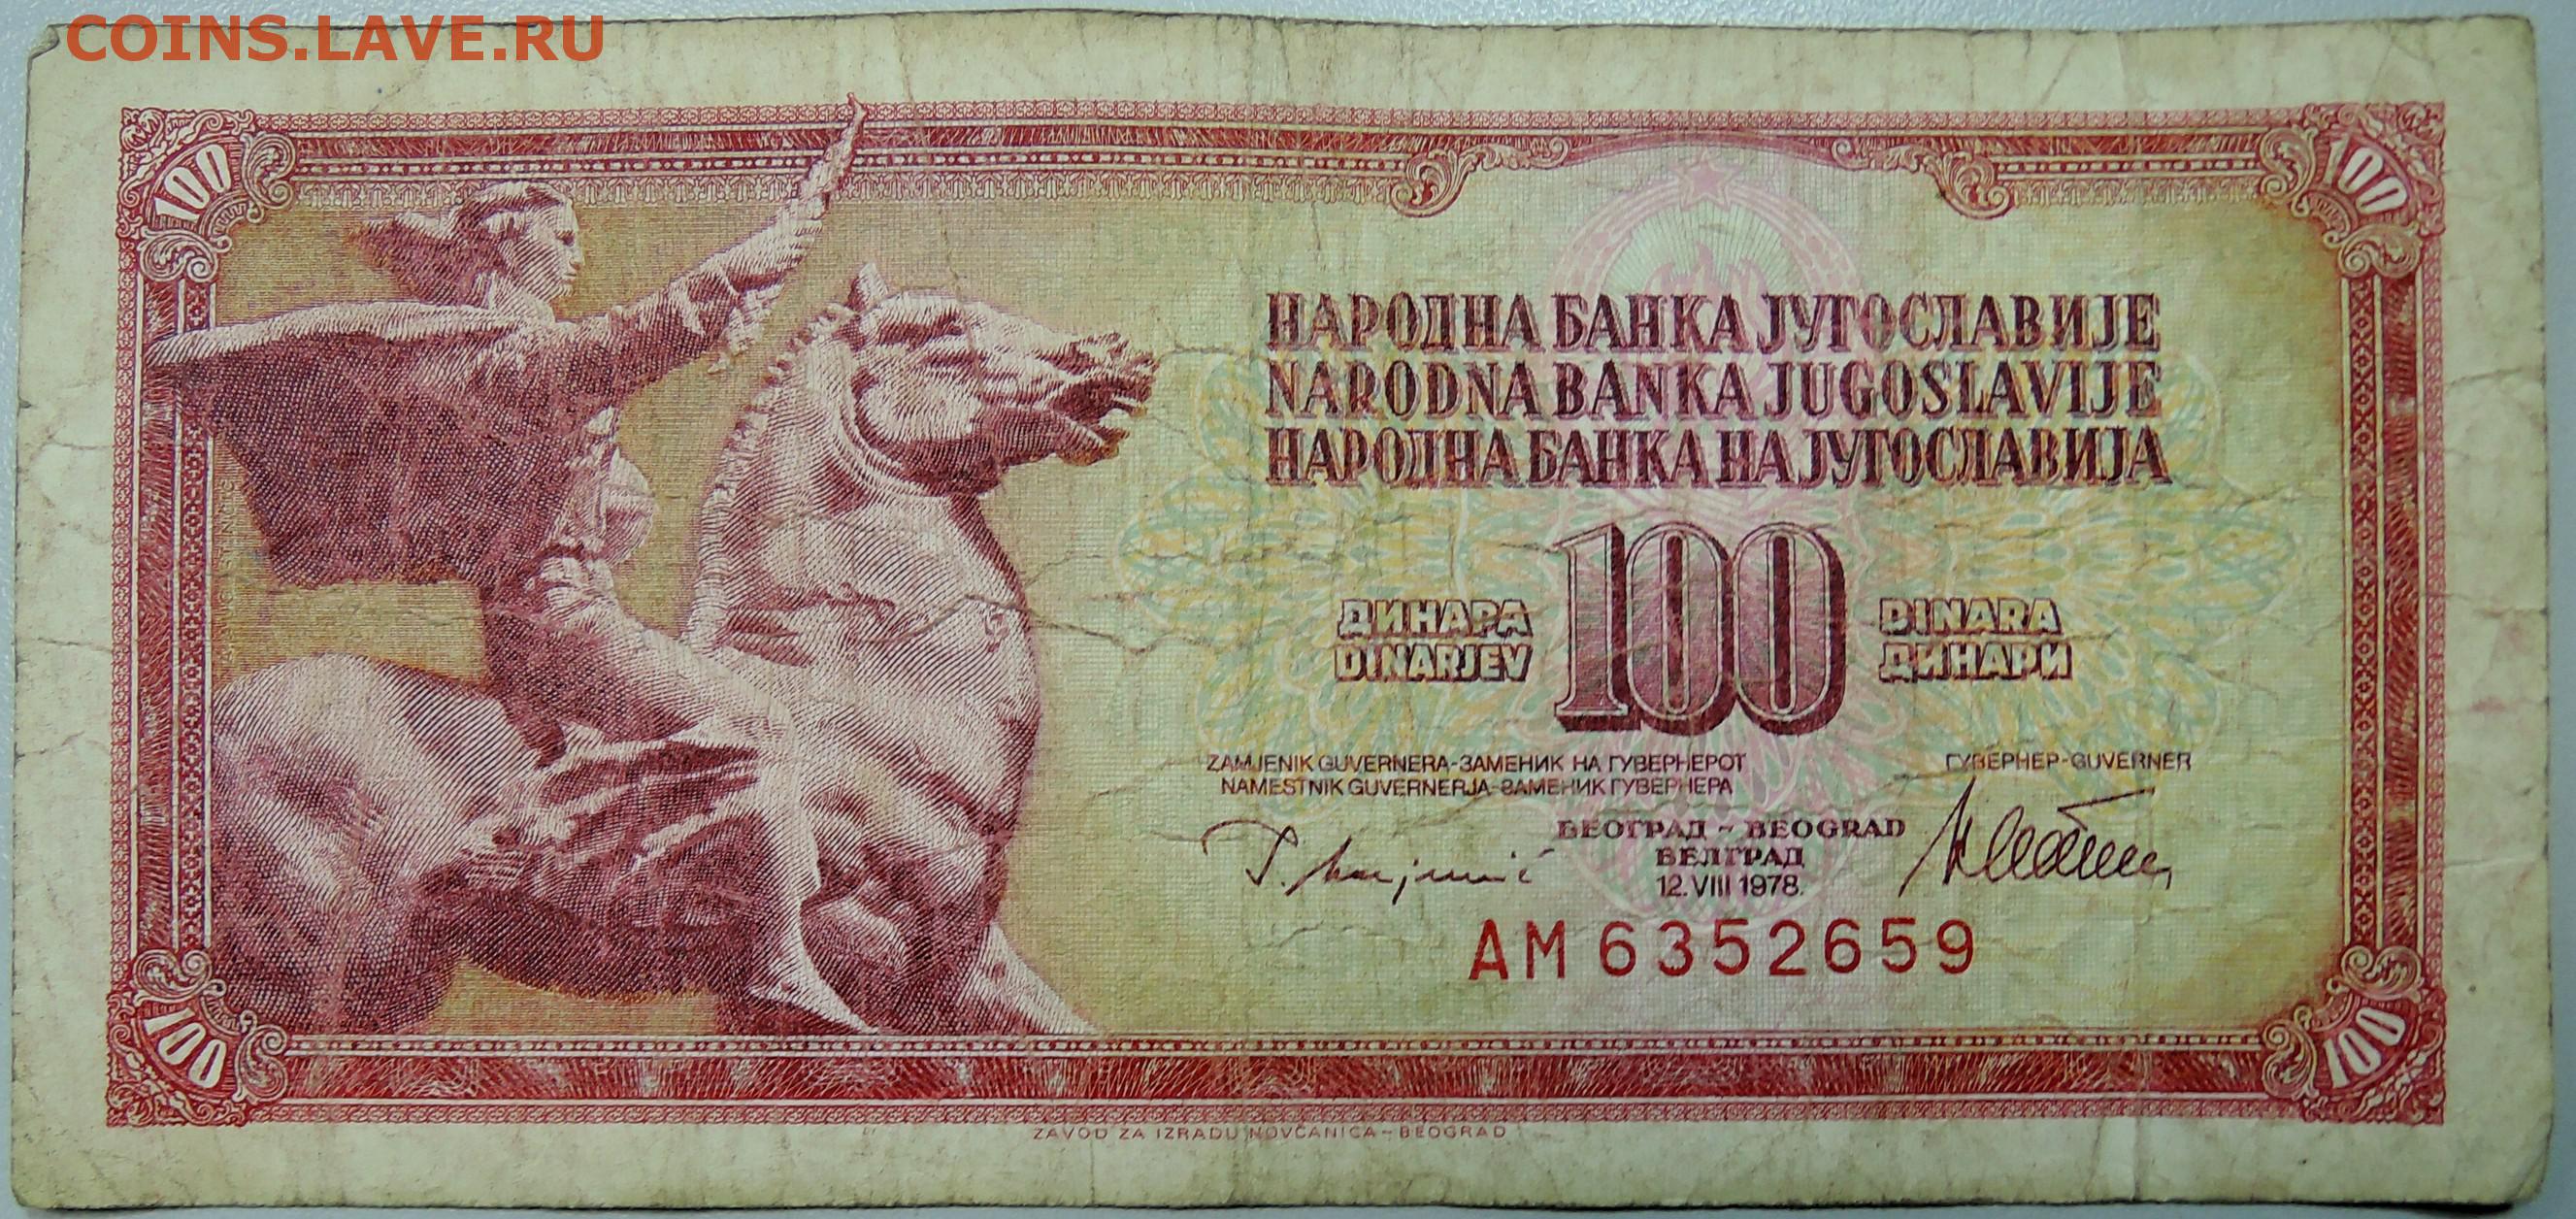 COINS.LAVE.RU
100
100
НАРОДНА БАНКА ЈУГОСЛАВИЈЕ
NARODNA BANKA JUGOSLAVIJE
НАРОДНА БАНКА НА ЈУГОСЛАВИЈА
ДИНАРА 100 DINARA
DINARJEV ДИНАРИ
ZAMJENIK GUVERNERA-ЗАМЕНИК НА ГУВЕРНЕРОТ ГУВЕРНЕР-GUVERNER
NAMESTNIK GUVERNERJA-ЗАМЕНИК ГУВЕРНЕРА
БЕОГРАД - BEOGRAD
БЕЛГРАД
12. VIII 1978.
AM 6352659
100
100
ZAVOD ZA IZRADU NOVČANICA-BEOGRAD